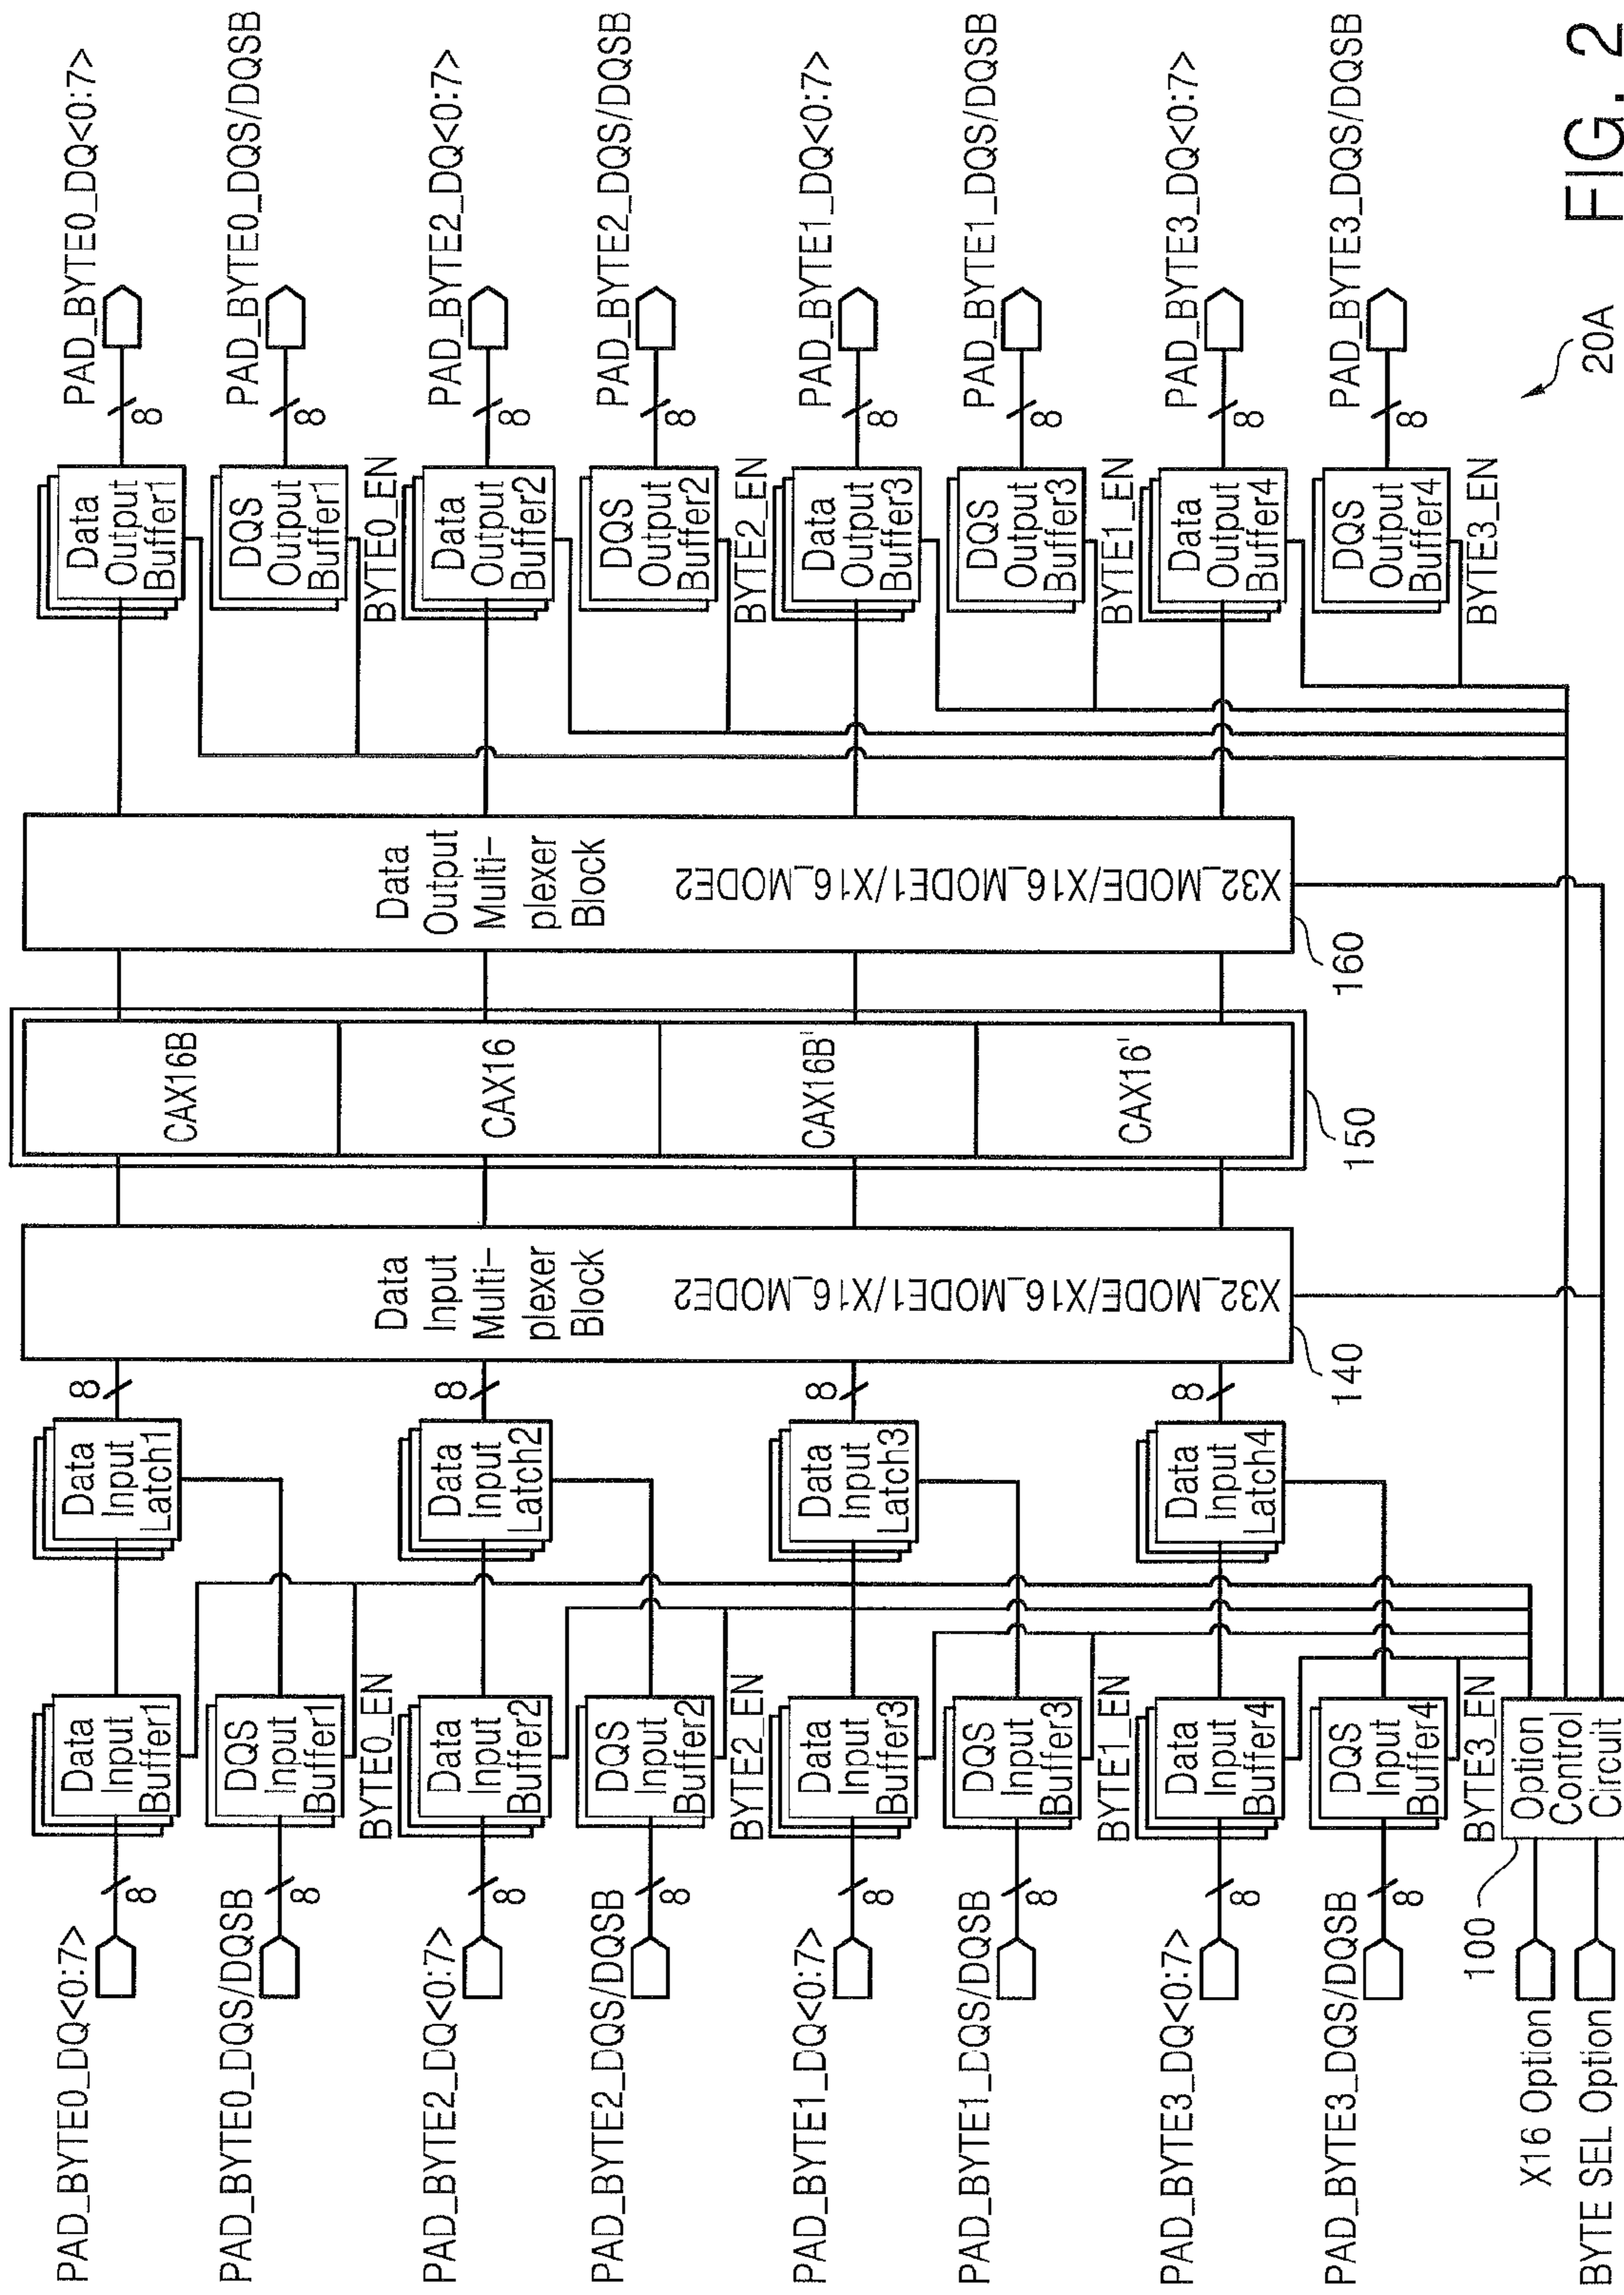 PAD_BYTE0_DQ<0:7>
8
Data
Input
Buffer1
Data
Input
Latch1
8
PAD_BYTE0_DQS/DQSB
8
DQS
Input
Buffer1
BYTE0_EN
PAD_BYTE2_DQ<0:7>
8
Data
Input
Buffer2
Data
Input
Latch2
8
PAD_BYTE2_DQS/DQSB
8
DQS
Input
Buffer2
BYTE2_EN
PAD_BYTE1_DQ<0:7>
8
Data
Input
Buffer3
Data
Input
Latch3
8
PAD_BYTE1_DQS/DQSB
8
DQS
Input
Buffer3
BYTE1_EN
PAD_BYTE3_DQ<0:7>
8
Data
Input
Buffer4
Data
Input
Latch4
8
PAD_BYTE3_DQS/DQSB
8
DQS
Input
Buffer4
BYTE3_EN
100
X16 Option
BYTE SEL Option
Option
Control
Circuit
Data
Input
Multi-
plexer
Block
X32_MODE/X16_MODE1/X16_MODE2
140
CAX16B
CAX16
CAX16B'
CAX16'
150
Data
Output
Multi-
plexer
Block
X32_MODE/X16_MODE1/X16_MODE2
160
Data
Output
Buffer1
8
PAD_BYTE0_DQ<0:7>
DQS
Output
Buffer1
8
PAD_BYTE0_DQS/DQSB
BYTE0_EN
Data
Output
Buffer2
8
PAD_BYTE2_DQ<0:7>
DQS
Output
Buffer2
8
PAD_BYTE2_DQS/DQSB
BYTE2_EN
Data
Output
Buffer3
8
PAD_BYTE1_DQ<0:7>
DQS
Output
Buffer3
8
PAD_BYTE1_DQS/DQSB
BYTE1_EN
Data
Output
Buffer4
8
PAD_BYTE3_DQ<0:7>
DQS
Output
Buffer4
8
PAD_BYTE3_DQS/DQSB
BYTE3_EN
20A
FIG. 2